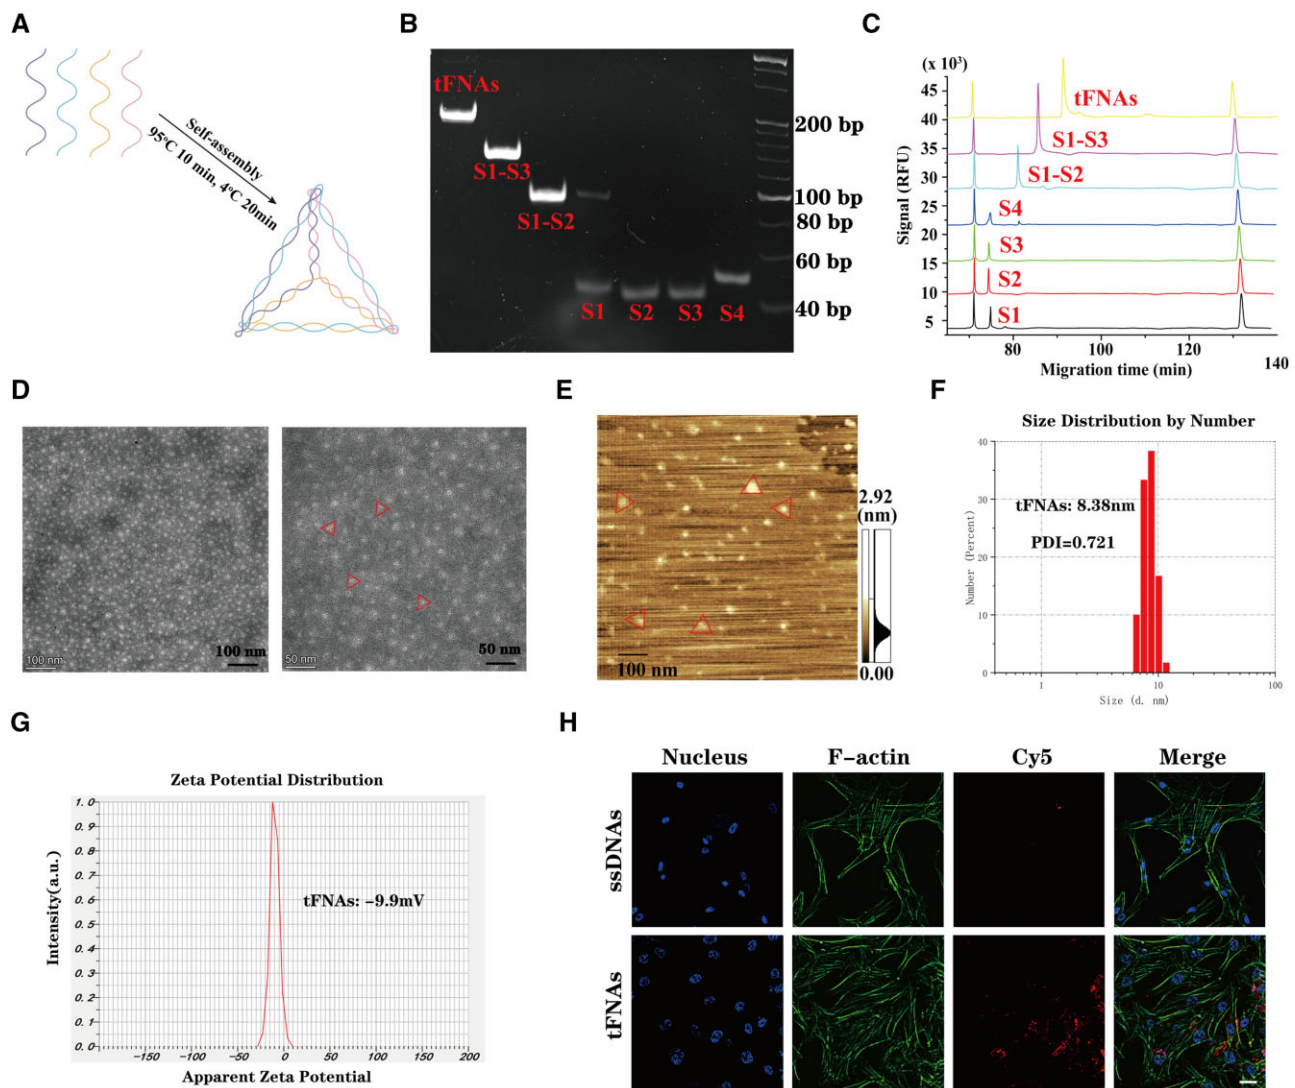 A
Self-assembly
95°C 10 min, 4°C 20min
B
tFNAs
S1-S3
S1-S2
S1
S2
S3
S4
200 bp
100 bp
80 bp
60 bp
40 bp
C
(x 10³)
45
40
35
30
25
20
15
10
5
Signal (RFU)
tFNAs
S1-S3
S1-S2
S4
S3
S2
S1
80
100
120
140
Migration time (min)
D
100 nm
100 nm
50 nm
50 nm
E
100 nm
2.92
(nm)
0.00
F
Size Distribution by Number
tFNAs: 8.38nm
PDI=0.721
Number (Percent)
40
30
20
10
0
1
10
100
Size (d. nm)
G
Zeta Potential Distribution
Intensity(a.u.)
1.0
0.9
0.8
0.7
0.6
0.5
0.4
0.3
0.2
0.1
0.0
tFNAs: -9.9mV
-150
-100
-50
0
50
100
150
200
Apparent Zeta Potential
H
Nucleus
F-actin
Cy5
Merge
ssDNAs
tFNAs